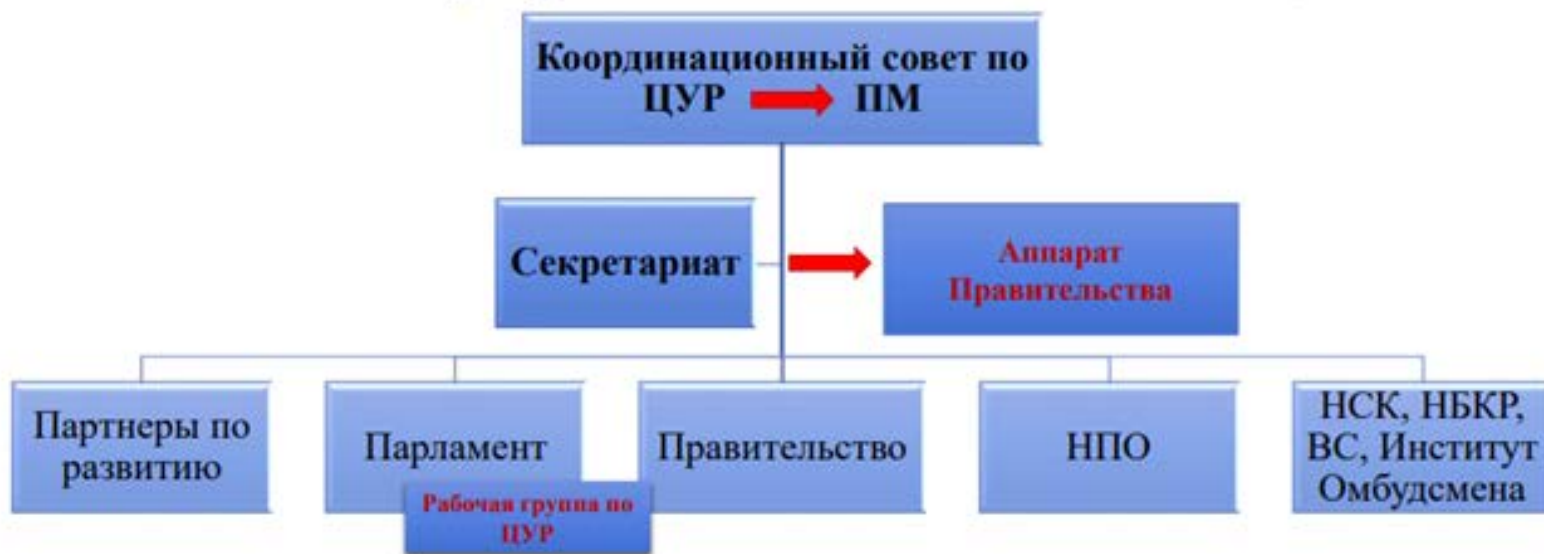 Координационный совет по
ЦУР ПМ
Секретариат
Аппарат
Правительства
Партнеры по
развитию
Парламент
Рабочая группа по
ЦУР
Правительство
НПО
НСК, НБКР,
ВС, Институт
Омбудсмена